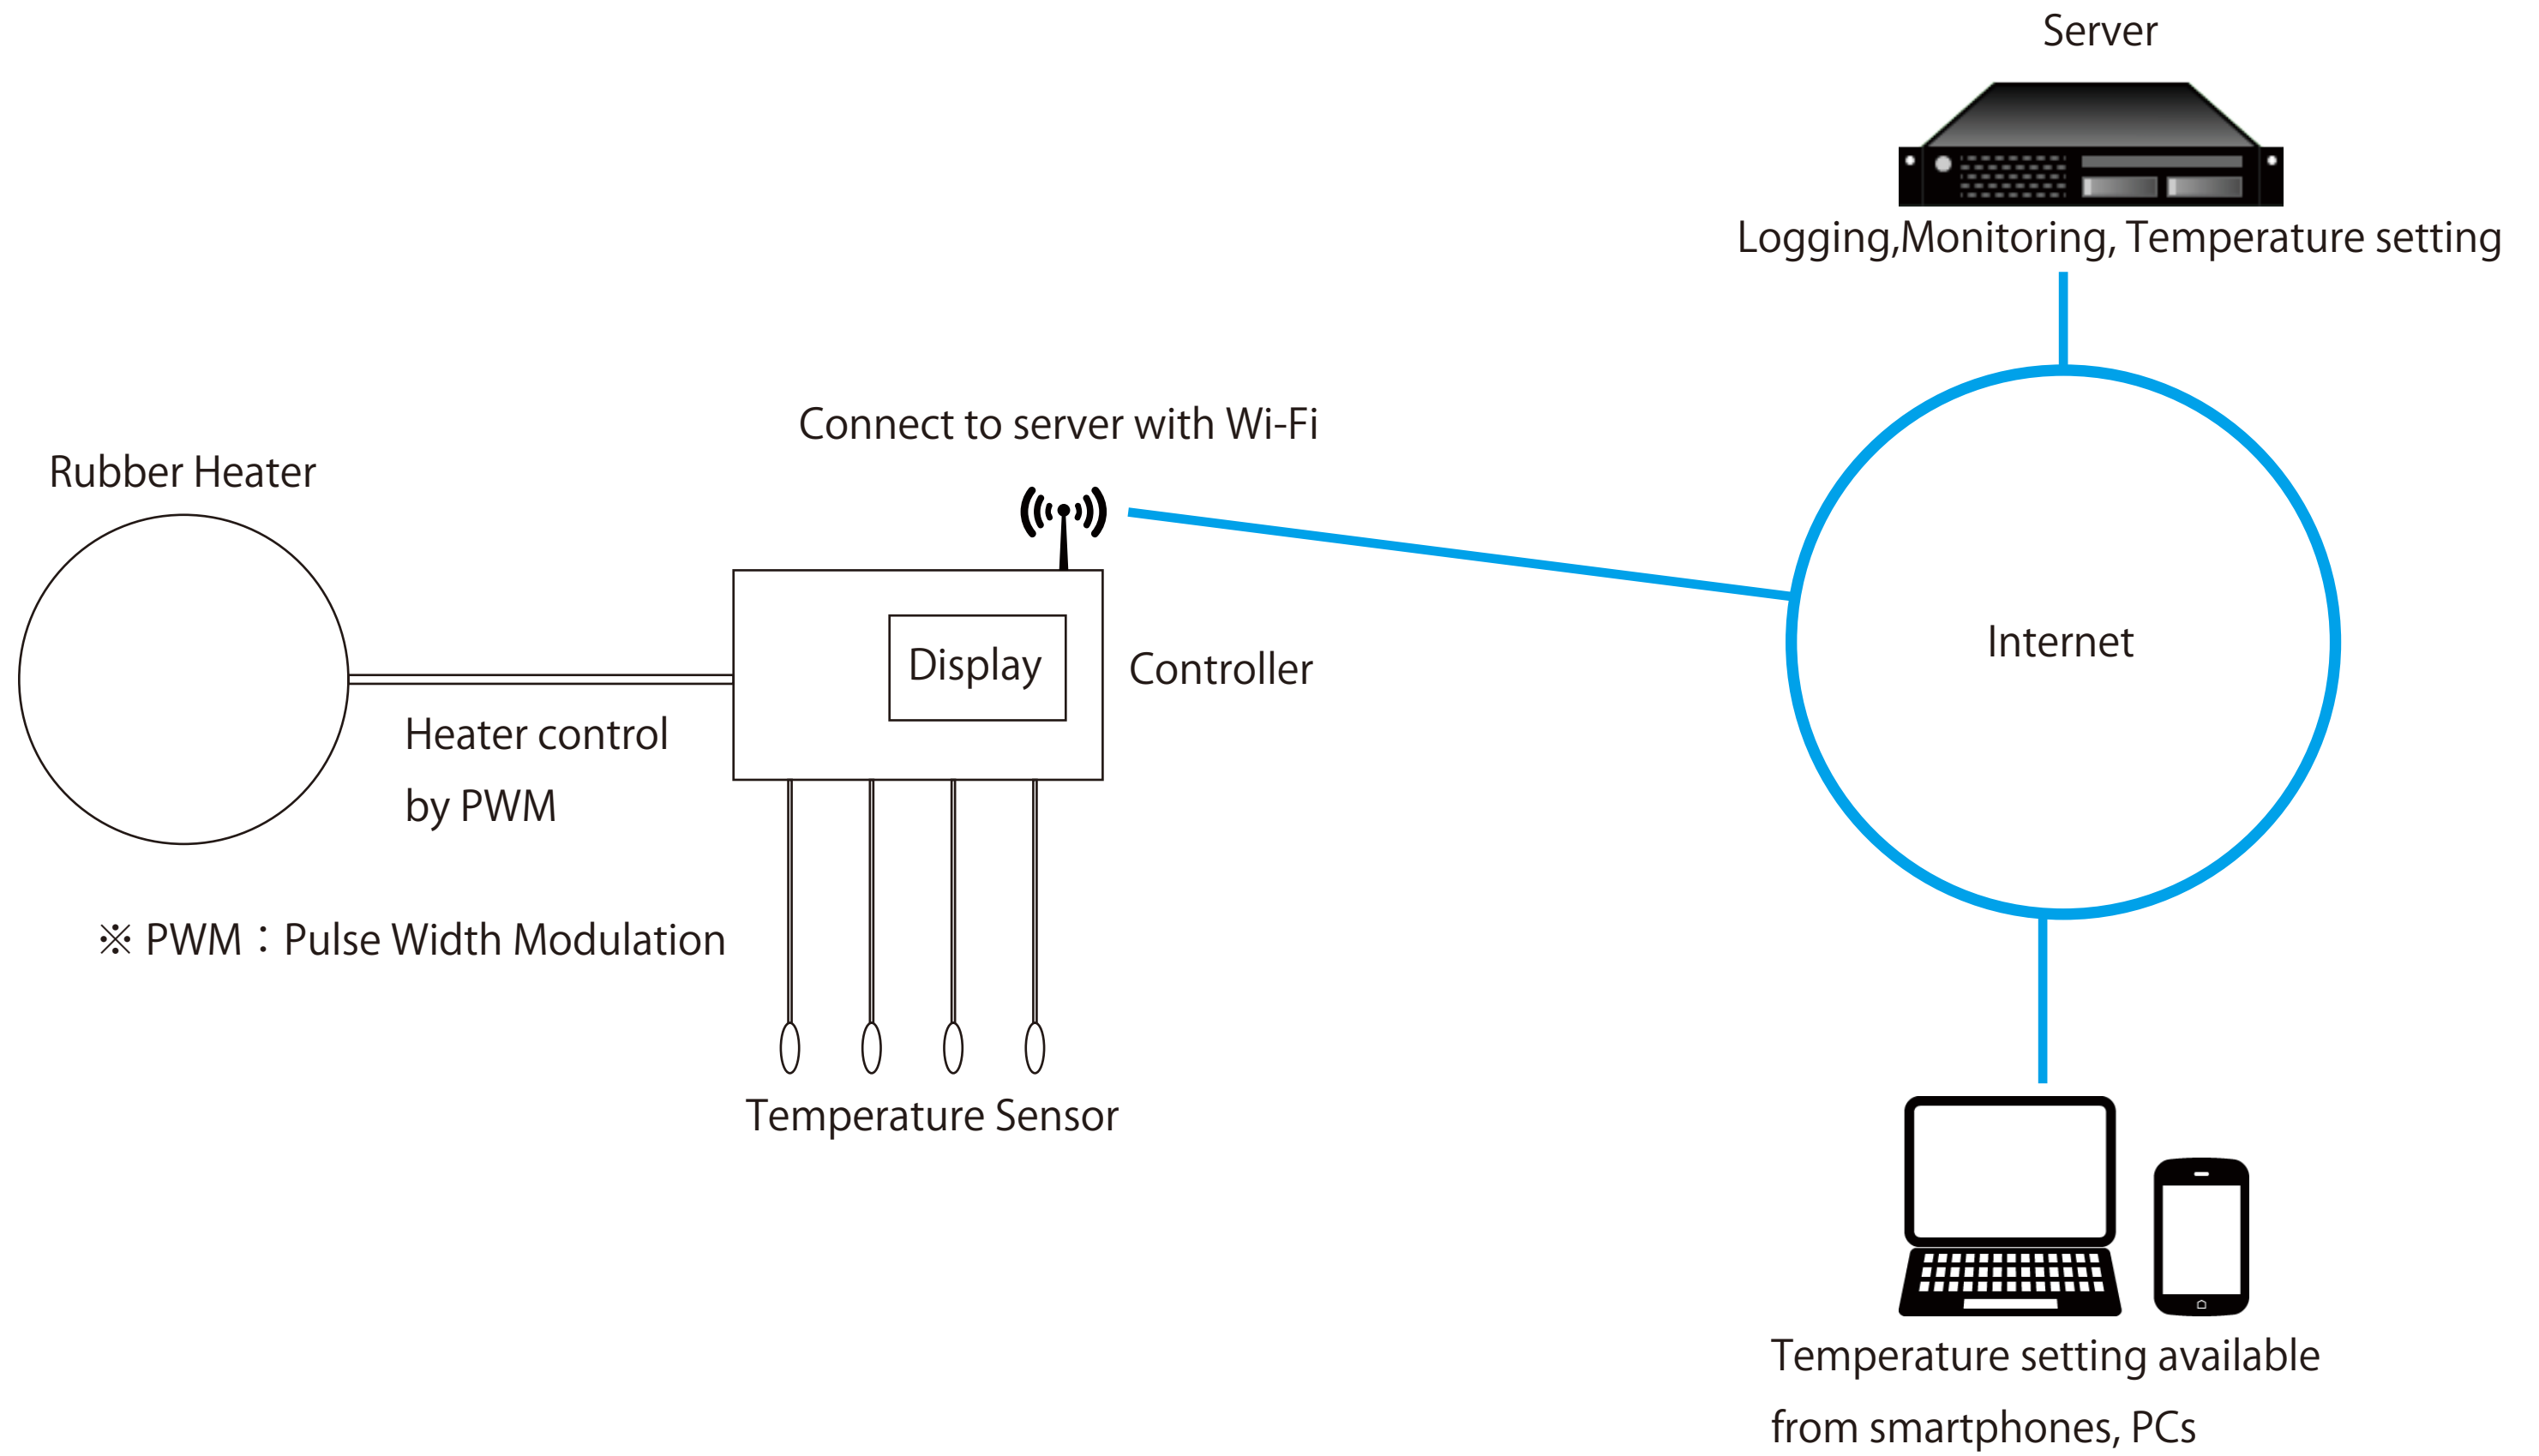 Server
Logging,Monitoring, Temperature setting
Connect to server with Wi-Fi
Rubber Heater
Display
Controller
Internet
Heater control
by PWM
※ PWM：Pulse Width Modulation
Temperature Sensor
Temperature setting available
from smartphones, PCs